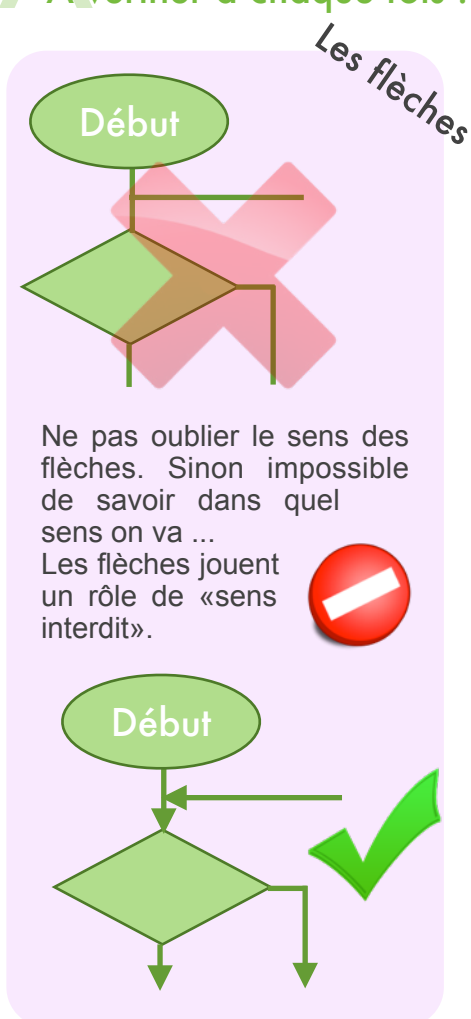 Les flèches
Début
Ne pas oublier le sens des
flèches. Sinon impossible
de savoir dans quel
sens on va ...
Les flèches jouent
un rôle de «sens
interdit».
Début